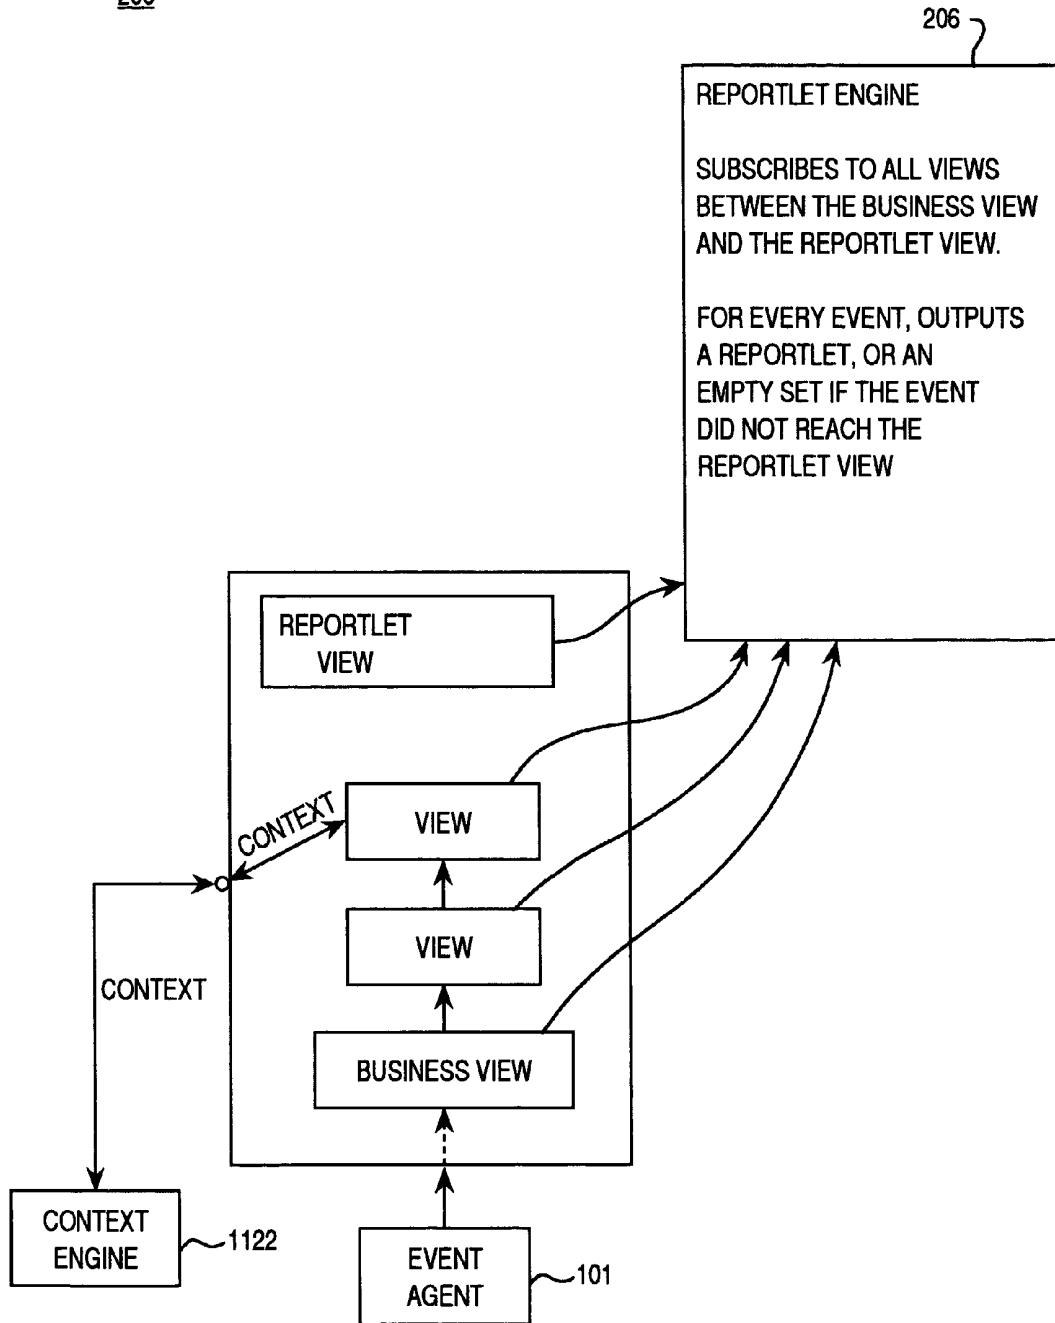 206
REPORTLET ENGINE
SUBSCRIBES TO ALL VIEWS
BETWEEN THE BUSINESS VIEW
AND THE REPORTLET VIEW.
FOR EVERY EVENT, OUTPUTS
A REPORTLET, OR AN
EMPTY SET IF THE EVENT
DID NOT REACH THE
REPORTLET VIEW
REPORTLET
VIEW
CONTEXT
VIEW
VIEW
CONTEXT
BUSINESS VIEW
CONTEXT
ENGINE
1122
EVENT
AGENT
101